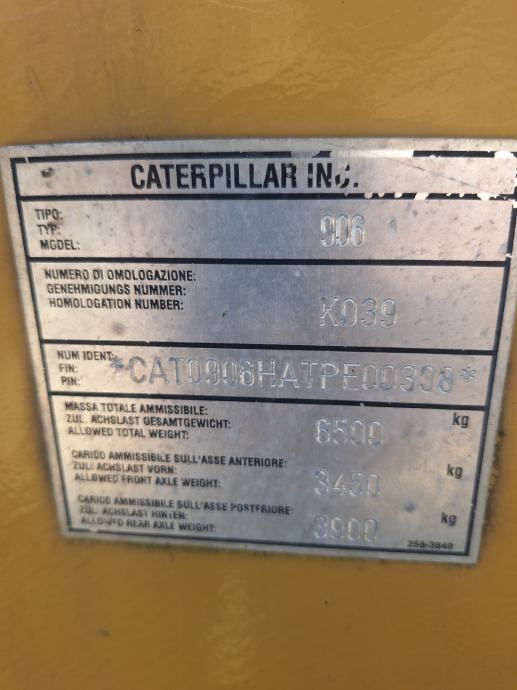 CATERPILLAR INC.
TIPO:
TYP:
MODEL: 906
NUMERO DI OMOLOGAZIONE:
GENEHMIGUNGS NUMMER:
HOMOLOGATION NUMBER: K039
NUM IDENT:
FIN:
PIN: *CAT0906HATPE00308*
MASSA TOTALE AMMISSIBILE:
ZUL. ACHSLAST GESAMTGEWICHT:
ALLOWED TOTAL WEIGHT: 6500 kg
CARICO AMMISSIBILE SULL'ASSE ANTERIORE:
ZUL. ACHSLAST VORN:
ALLOWED FRONT AXLE WEIGHT: 3450 kg
CARICO AMMISSIBILE SULL'ASSE POSTERIORE:
ZUL. ACHSLAST HINTEN:
ALLOWED REAR AXLE WEIGHT: 3900 kg
258-3849